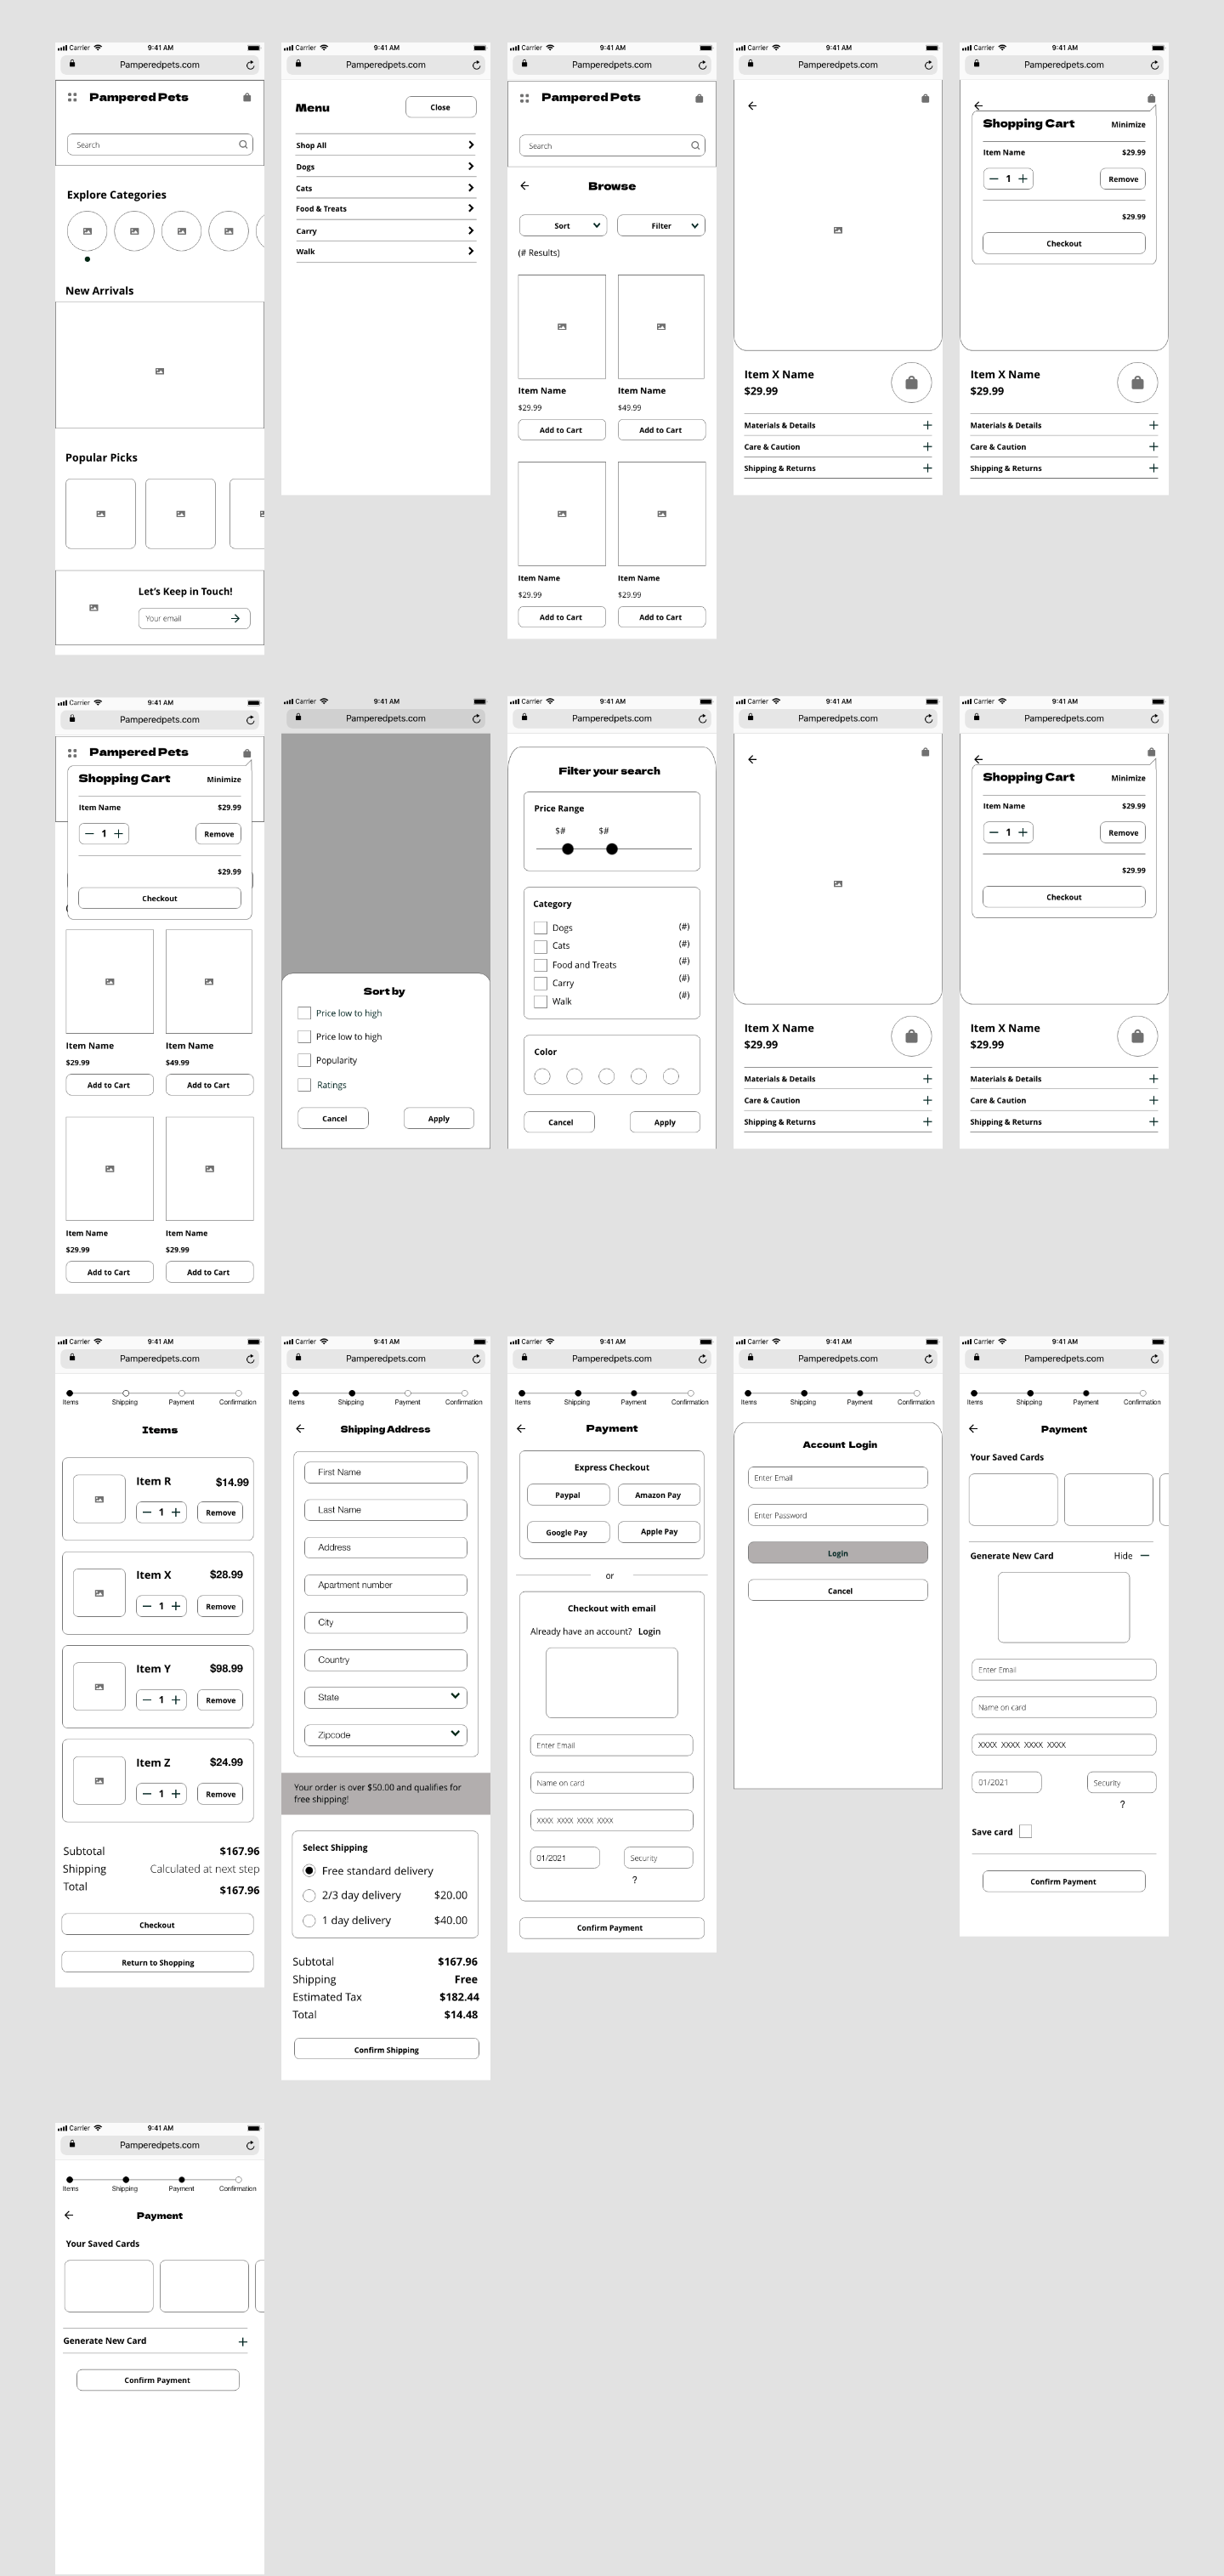 Carrier 9:41 AM
Pamperedpets.com
Pampered Pets
Search
Explore Categories
New Arrivals
Popular Picks
Let's Keep in Touch!
Your email
Carrier 9:41 AM
Pamperedpets.com
Menu Close
Shop All
Dogs
Cats
Food & Treats
Carry
Walk
Carrier 9:41 AM
Pamperedpets.com
Pampered Pets
Search
Browse
Sort Filter
(# Results)
Item Name Item Name
$29.99 $49.99
Add to Cart Add to Cart
Item Name Item Name
$29.99 $29.99
Add to Cart Add to Cart
Carrier 9:41 AM
Pamperedpets.com
Item X Name
$29.99
Materials & Details
Care & Caution
Shipping & Returns
Carrier 9:41 AM
Pamperedpets.com
Shopping Cart Minimize
Item Name $29.99
1 Remove
$29.99
Checkout
Item X Name
$29.99
Materials & Details
Care & Caution
Shipping & Returns
Carrier 9:41 AM
Pamperedpets.com
Pampered Pets
Shopping Cart Minimize
Item Name $29.99
1 Remove
$29.99
Checkout
Item Name Item Name
$29.99 $49.99
Add to Cart Add to Cart
Item Name Item Name
$29.99 $29.99
Add to Cart Add to Cart
Carrier 9:41 AM
Pamperedpets.com
Sort by
Price low to high
Price low to high
Popularity
Ratings
Cancel Apply
Carrier 9:41 AM
Pamperedpets.com
Filter your search
Price Range
$# $#
Category
Dogs (#)
Cats (#)
Food and Treats (#)
Carry (#)
Walk (#)
Color
Cancel Apply
Carrier 9:41 AM
Pamperedpets.com
Item X Name
$29.99
Materials & Details
Care & Caution
Shipping & Returns
Carrier 9:41 AM
Pamperedpets.com
Shopping Cart Minimize
Item Name $29.99
1 Remove
$29.99
Checkout
Item X Name
$29.99
Materials & Details
Care & Caution
Shipping & Returns
Carrier 9:41 AM
Pamperedpets.com
Items Shipping Payment Confirmation
Items
Item R $14.99
1 Remove
Item X $28.99
1 Remove
Item Y $98.99
1 Remove
Item Z $24.99
1 Remove
Subtotal $167.96
Shipping Calculated at next step
Total $167.96
Checkout
Return to Shopping
Carrier 9:41 AM
Pamperedpets.com
Items Shipping Payment Confirmation
Shipping Address
First Name
Last Name
Address
Apartment number
City
Country
State
Zipcode
Your order is over $50.00 and qualifies for
free shipping!
Select Shipping
Free standard delivery
2/3 day delivery $20.00
1 day delivery $40.00
Subtotal $167.96
Shipping Free
Estimated Tax $182.44
Total $14.48
Confirm Shipping
Carrier 9:41 AM
Pamperedpets.com
Items Shipping Payment Confirmation
Payment
Express Checkout
Paypal Amazon Pay
Google Pay Apple Pay
or
Checkout with email
Already have an account? Login
Enter Email
Name on card
XXXX XXXX XXXX XXXX
01/2021 Security
?
Confirm Payment
Carrier 9:41 AM
Pamperedpets.com
Items Shipping Payment Confirmation
Account Login
Enter Email
Enter Password
Login
Cancel
Carrier 9:41 AM
Pamperedpets.com
Items Shipping Payment Confirmation
Payment
Your Saved Cards
Generate New Card Hide
Enter Email
Name on card
XXXX XXXX XXXX XXXX
01/2021 Security
?
Save card
Confirm Payment
Carrier 9:41 AM
Pamperedpets.com
Items Shipping Payment Confirmation
Payment
Your Saved Cards
Generate New Card
Confirm Payment